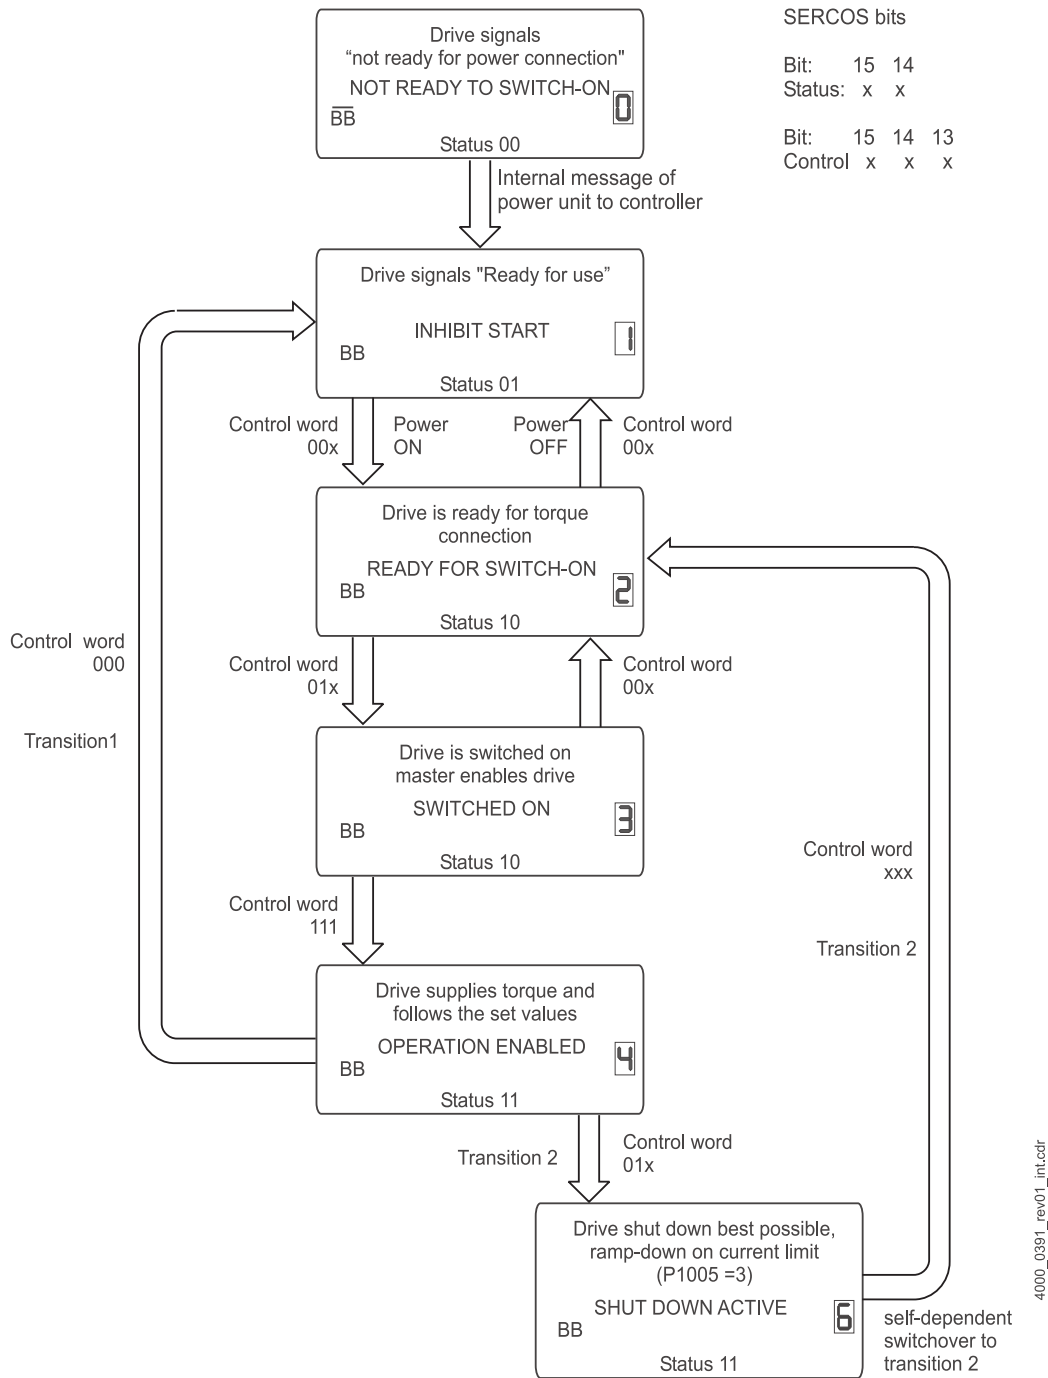 Drive signals
“not ready for power connection"
NOT READY TO SWITCH-ON
0
BB
Status 00
SERCOS bits
Bit: 15 14
Status: x x
Bit: 15 14 13
Control x x x
Internal message of
power unit to controller
Drive signals "Ready for use”
INHIBIT START
1
BB
Status 01
Control word
00x
Power
ON
Power
OFF
Control word
00x
Drive is ready for torque
connection
READY FOR SWITCH-ON
2
BB
Status 10
Control word
000
Transition1
Control word
01x
Control word
00x
Drive is switched on
master enables drive
SWITCHED ON
3
BB
Status 10
Control word
xxx
Transition 2
Control word
111
Drive supplies torque and
follows the set values
OPERATION ENABLED
4
BB
Status 11
Transition 2
Control word
01x
Drive shut down best possible,
ramp-down on current limit
(P1005 =3)
SHUT DOWN ACTIVE
6
BB
Status 11
self-dependent
switchover to
transition 2
4000_0391_rev01_int.cdr